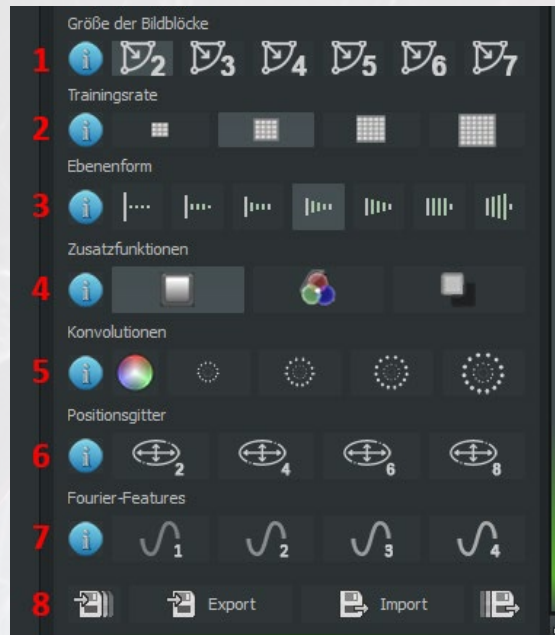 Größe der Bildblöcke
1 i 2 3 4 5 6 7
Trainingsrate
2 i
Ebenenform
3 i
Zusatzfunktionen
4 i
Konvolutionen
5 i
Positionsgitter
6 i 2 4 6 8
Fourier-Features
7 i 1 2 3 4
8 Export Import